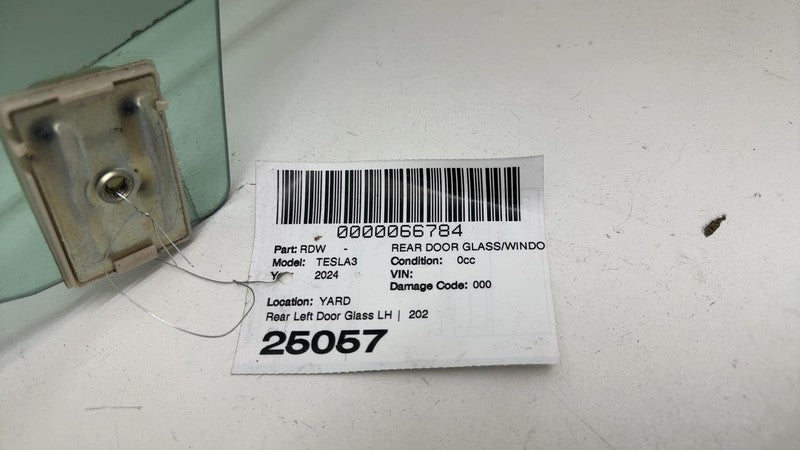 0000066784
Part: RDW - REAR DOOR GLASS/WINDO
Model: TESLA3 Condition: 0cc
2024 VIN:
Damage Code: 000
Location: YARD
Rear Left Door Glass LH | 202
25057